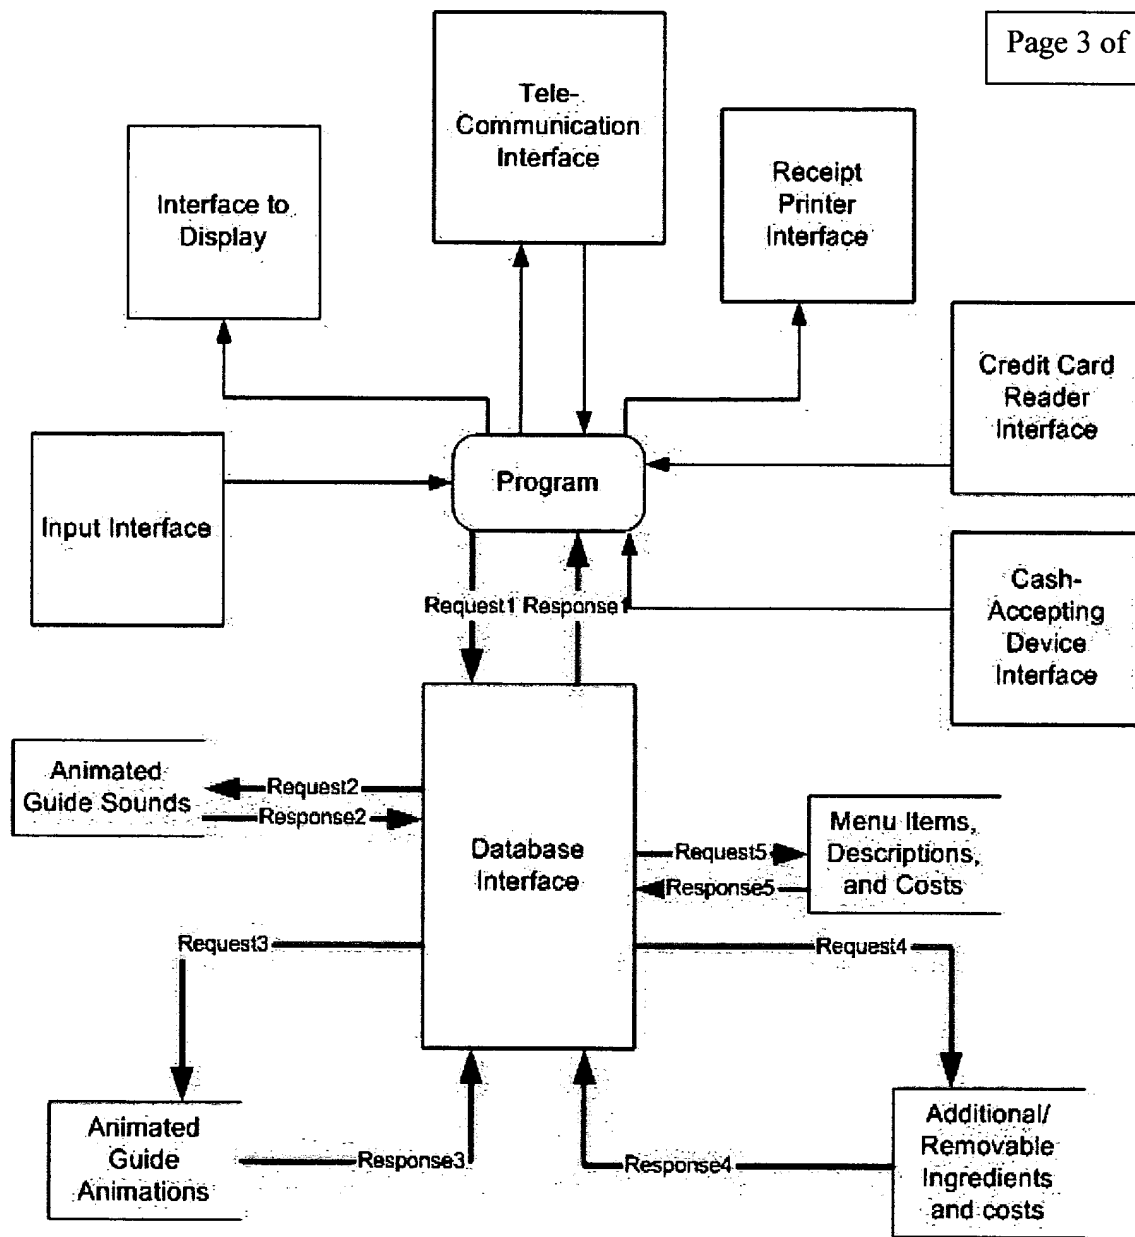 Page 3 of
Tele-
Communication
Interface
Interface to
Display
Receipt
Printer
Interface
Credit Card
Reader
Interface
Program
Input Interface
Request1
Response1
Cash-
Accepting
Device
Interface
Animated
Guide Sounds
Request2
Response2
Database
Interface
Request5
Response5
Menu Items,
Descriptions,
and Costs
Request3
Request4
Animated
Guide
Animations
Response3
Response4
Additional/
Removable
Ingredients
and costs